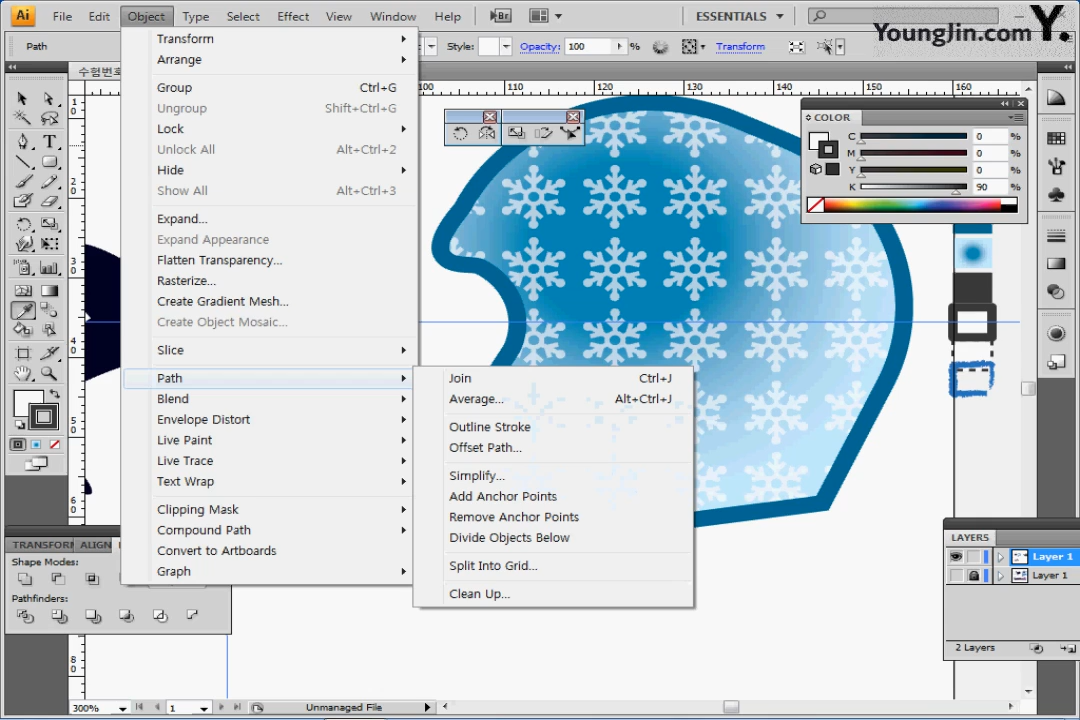 Ai File Edit Object Type Select Effect View Window Help Br ESSENTIALS
YoungJin.com Y.
Path Style: Opacity: 100 % Transform
수험번호
100 110 120 130 140 150 160
Transform
Arrange
Group Ctrl+G
Ungroup Shift+Ctrl+G
Lock
Unlock All Alt+Ctrl+2
Hide
Show All Alt+Ctrl+3
Expand...
Expand Appearance
Flatten Transparency...
Rasterize...
Create Gradient Mesh...
Create Object Mosaic...
Slice
Path
Blend
Envelope Distort
Live Paint
Live Trace
Text Wrap
Clipping Mask
Compound Path
Convert to Artboards
Graph
Join Ctrl+J
Average... Alt+Ctrl+J
Outline Stroke
Offset Path...
Simplify...
Add Anchor Points
Remove Anchor Points
Divide Objects Below
Split Into Grid...
Clean Up...
COLOR
C 0 %
M 0 %
Y 0 %
K 90 %
TRANSFORM ALIGN
Shape Modes:
Pathfinders:
LAYERS
Layer 1
Layer 1
2 Layers
300% 1 Unmanaged File